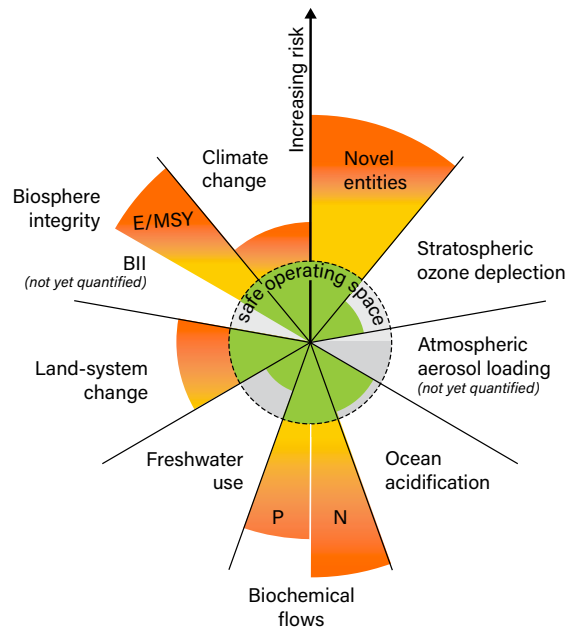 Increasing risk
Climate
change
Novel
entities
Biosphere
integrity
E/MSY
BII
(not yet quantified)
safe operating space
Stratospheric
ozone deplection
Land-system
change
Atmospheric
aerosol loading
(not yet quantified)
Freshwater
use
Ocean
acidification
P
N
Biochemical
flows